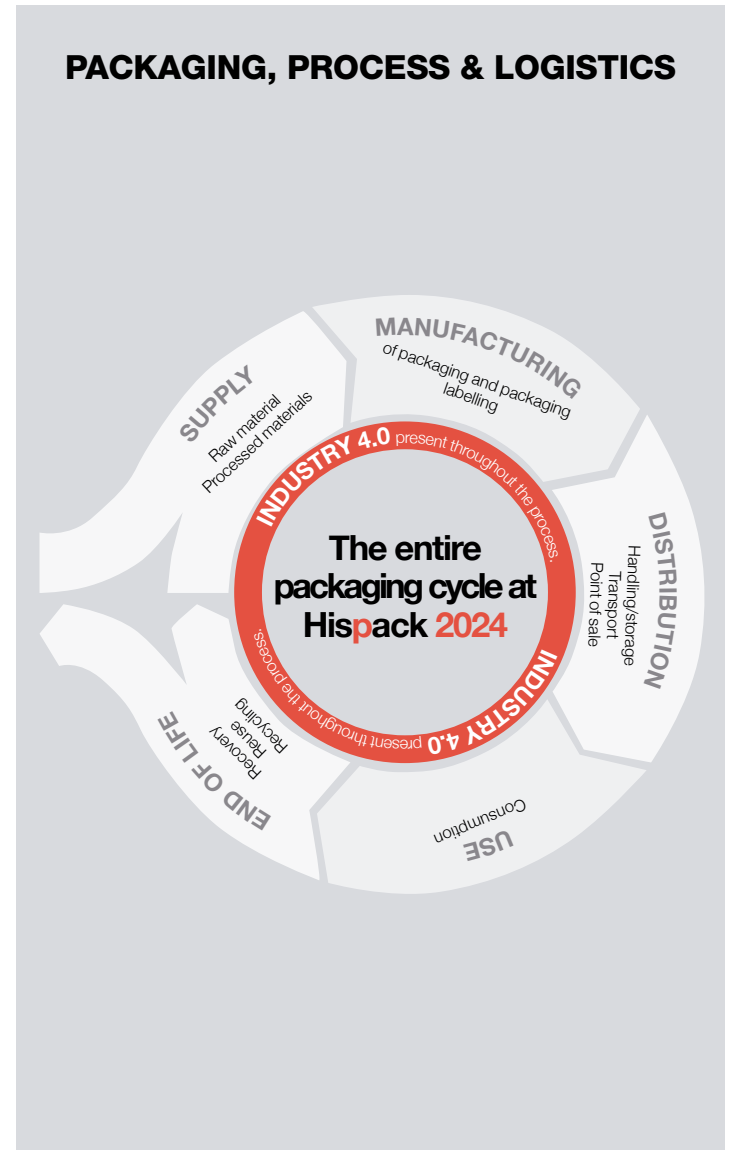 PACKAGING, PROCESS & LOGISTICS
SUPPLY
Raw material
Processed materials
MANUFACTURING
of packaging and packaging
labelling
DISTRIBUTION
Handling/storage
Transport
Point of sale
USE
Consumption
END OF LIFE
Recovery
Reuse
Recycling
INDUSTRY 4.0 present throughout the process.
INDUSTRY 4.0 present throughout the process.
The entire
packaging cycle at
Hispack 2024